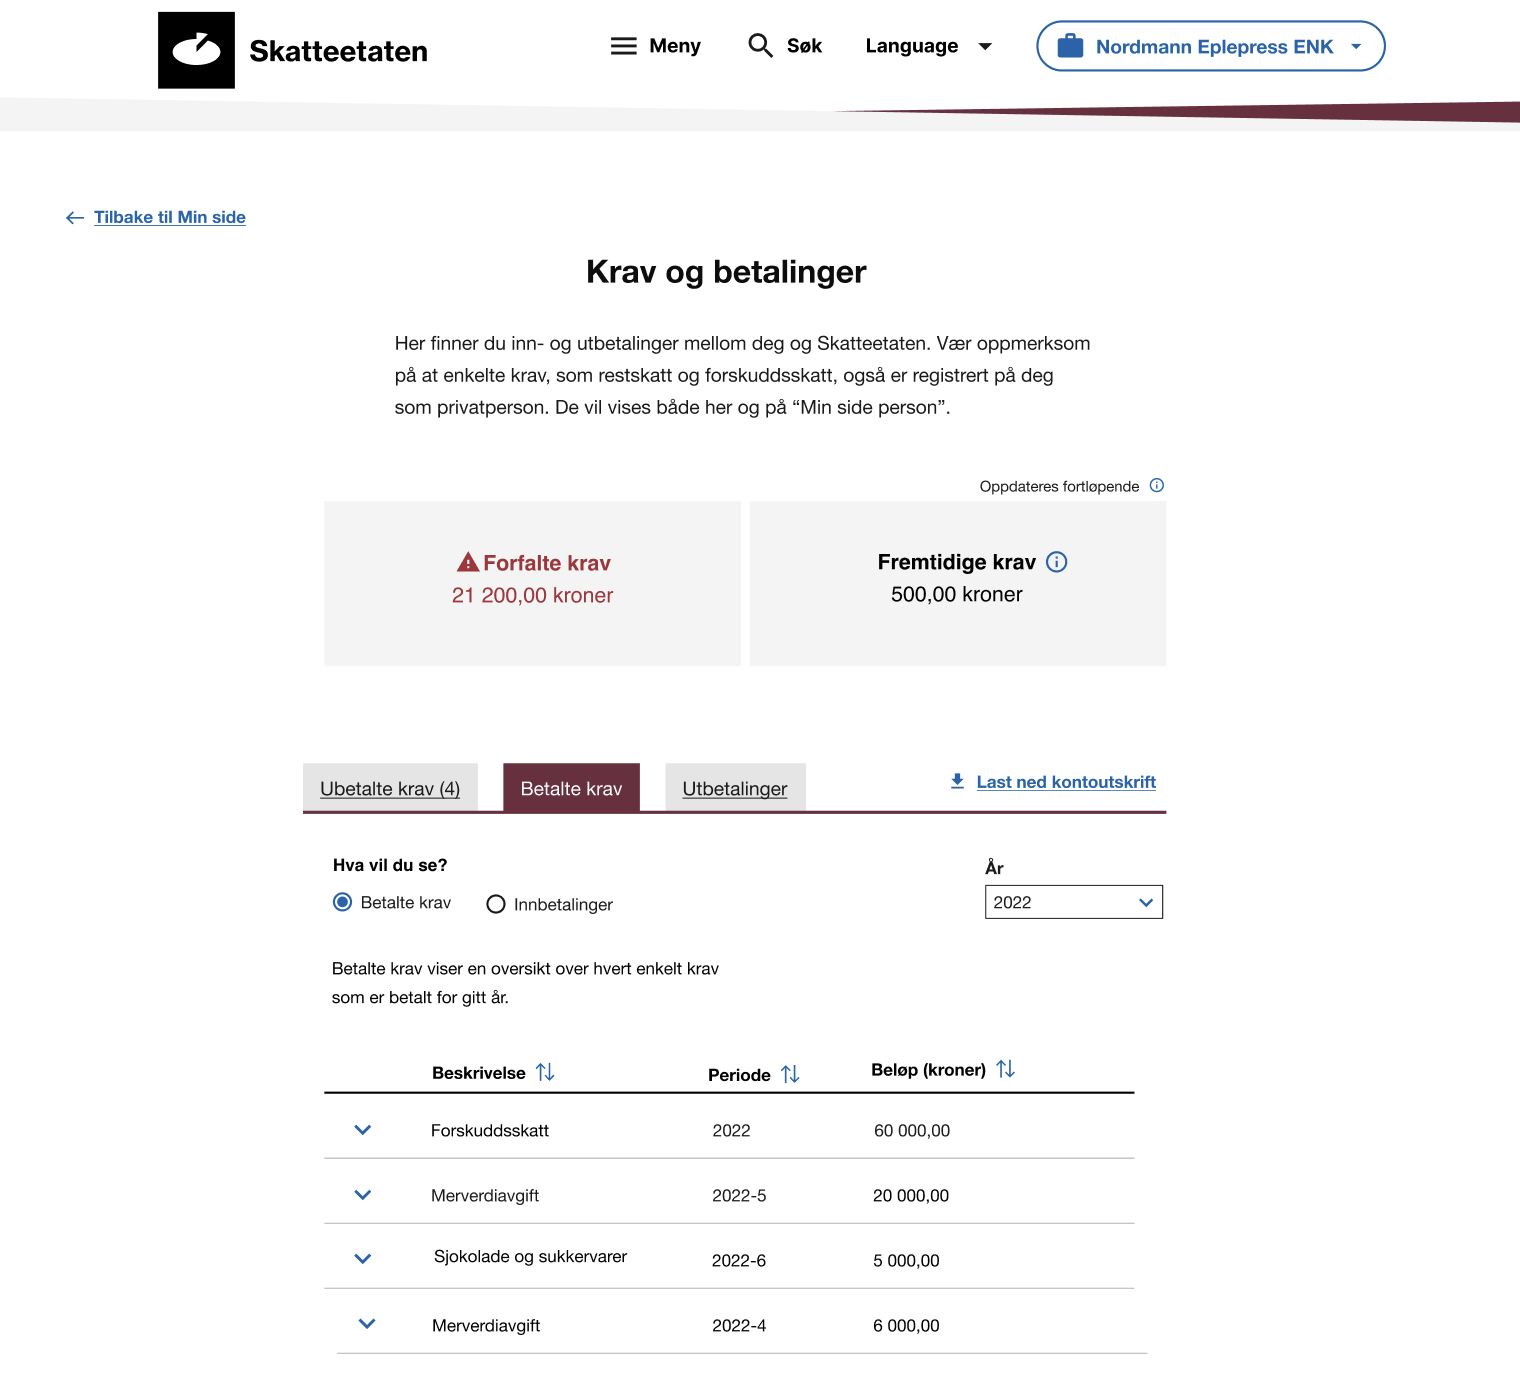 Skatteetaten
Meny
Søk
Language
Nordmann Eplepress ENK
Tilbake til Min side
Krav og betalinger
Her finner du inn- og utbetalinger mellom deg og Skatteetaten. Vær oppmerksom
på at enkelte krav, som restskatt og forskuddsskatt, også er registrert på deg
som privatperson. De vil vises både her og på “Min side person”.
Oppdateres fortløpende
Forfalte krav
21 200,00 kroner
Fremtidige krav
500,00 kroner
Ubetalte krav (4)
Betalte krav
Utbetalinger
Last ned kontoutskrift
Hva vil du se?
Betalte krav
Innbetalinger
År
2022
Betalte krav viser en oversikt over hvert enkelt krav
som er betalt for gitt år.
Beskrivelse Periode Beløp (kroner)
Forskuddsskatt 2022 60 000,00
Merverdiavgift 2022-5 20 000,00
Sjokolade og sukkervarer 2022-6 5 000,00
Merverdiavgift 2022-4 6 000,00